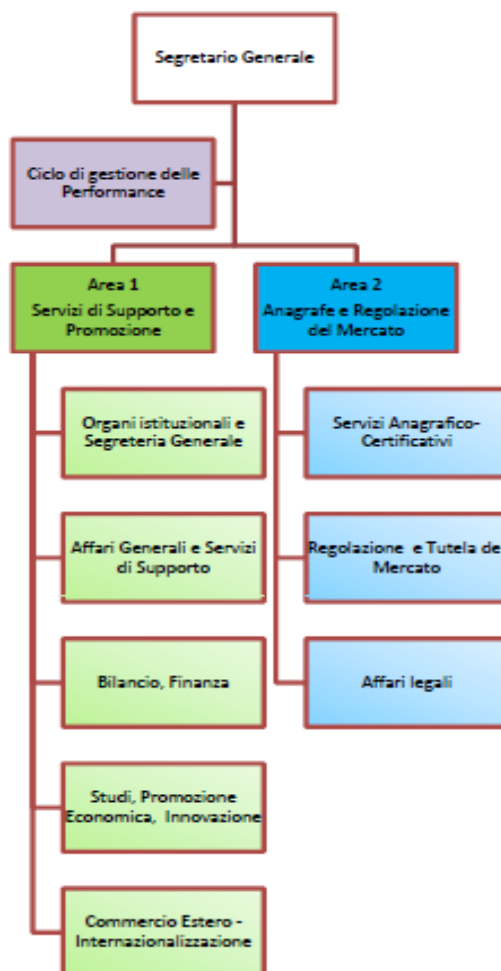 Segretario Generale
Ciclo di gestione delle
Performance
Area 1
Servizi di Supporto e
Promozione
Area 2
Anagrafe e Regolazione
del Mercato
Organi istituzionali e
Segreteria Generale
Servizi Anagrafico-
Certificativi
Affari Generali e Servizi
di Supporto
Regolazione e Tutela de
Mercato
Bilancio, Finanza
Affari legali
Studi, Promozione
Economica, Innovazione
Commercio Estero -
Internazionalizzazione